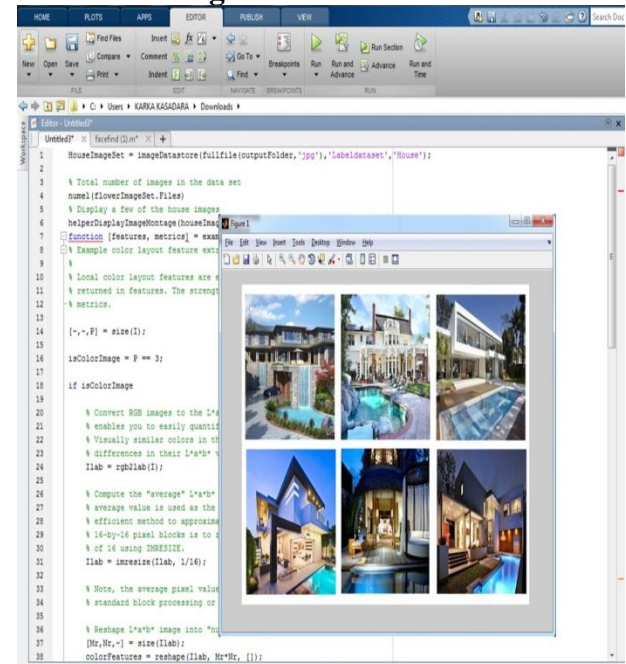 HOME PLOTS APPS EDITOR PUBLISH VIEW Search Doc
Find Files Insert fx
New Open Save Compare Comment Go To Breakpoints Run Run and Advance Run Section Advance Run and Time
Print Indent Find
FILE EDIT NAVIGATE BREAKPOINTS RUN
C: Users KARKA KASADARA Downloads
Editor - Untitled3*
Workspace
Untitled3* facefind (1).m*
1 HouseImageSet = imageDatastore(fullfile(outputFolder,'jpg'),'Labeldataset','House');
2
3 % Total number of images in the data set
4 numel(flowerImageSet.Files)
5 % Display a few of the house images
6 helperDisplayImageMontage(houseImag
Figure 1
7 function [features, metrics] = exam
File Edit View Insert Tools Desktop Window Help
8 % Example color layout feature extr
9 %
10 % Local color layout features are e
11 % returned in features. The strengt
12 % metrics.
13
14 [~,~,P] = size(I);
15
16 isColorImage = P == 3;
17
18 if isColorImage
19
20 % Convert RGB images to the L*a
21 % enables you to easily quantif
22 % Visually similar colors in th
23 % differences in their L*a*b* v
24 Ilab = rgb2lab(I);
25
26 % Compute the "average" L*a*b*
27 % average value is used as the
28 % efficient method to approxima
29 % 16-by-16 pixel blocks is to r
30 % of 16 using IMRESIZE.
31 Ilab = imresize(Ilab, 1/16);
32
33 % Note, the average pixel value
34 % standard block processing or
35
36 % Reshape L*a*b* image into "nu
37 [Mr,Nr,~] = size(Ilab);
38 colorFeatures = reshape(Ilab, Mr*Nr, []);